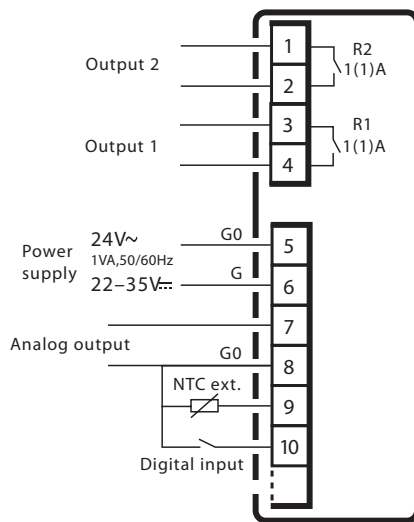 Output 2
1
R2
1(1)A
2
Output 1
3
R1
1(1)A
4
Power
supply
24V~
1VA,50/60Hz
22–35V⎓
G0
5
G
6
7
Analog output
G0
8
NTC ext.
9
10
Digital input